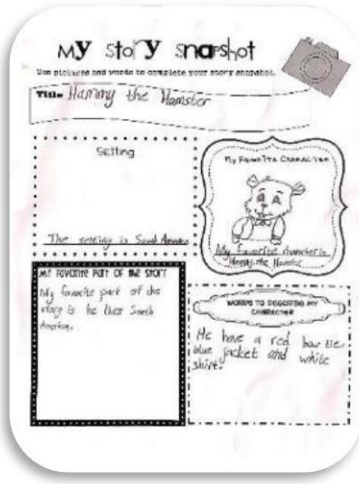 My Story Snapshot
Use pictures and words to complete your story snapshot.
Title Hammy the Hamster
Setting
The setting is South America
My Favorite Character
My favorite character is
Hammy the Hamster
My favorite part of the story
My favorite part of the
story is he lives South
America.
Words to describe my
character
He have a red bow tie
blue jacket and white
shirt.